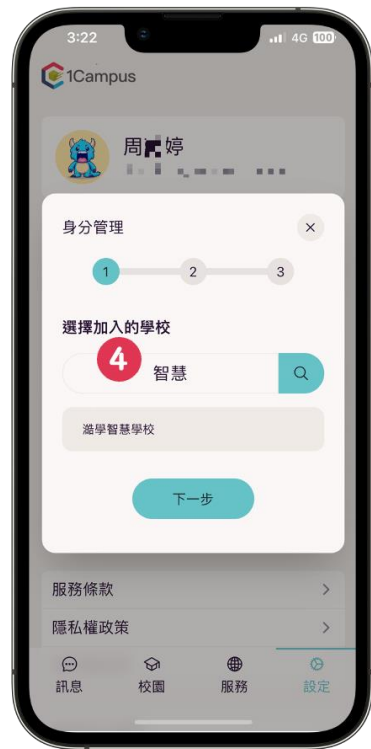 3:22
4G 100
1Campus
周 婷
身分管理
×
1 2 3
選擇加入的學校
4
智慧
澔學智慧學校
下一步
服務條款
隱私權政策
訊息 校園 服務 設定